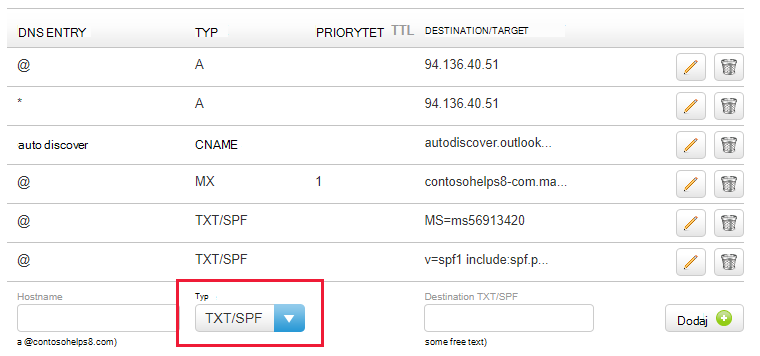 DNS ENTRY TYP PRIORYTET TTL DESTINATION/TARGET
@ A 94.136.40.51
* A 94.136.40.51
auto discover CNAME autodiscover.outlook...
@ MX 1 contosohelps8-com.ma...
@ TXT/SPF MS=ms56913420
@ TXT/SPF v=spf1 include:spf.p...
Hostname Typ Destination TXT/SPF
TXT/SPF Dodaj
a @contosohelps8.com) some free text)